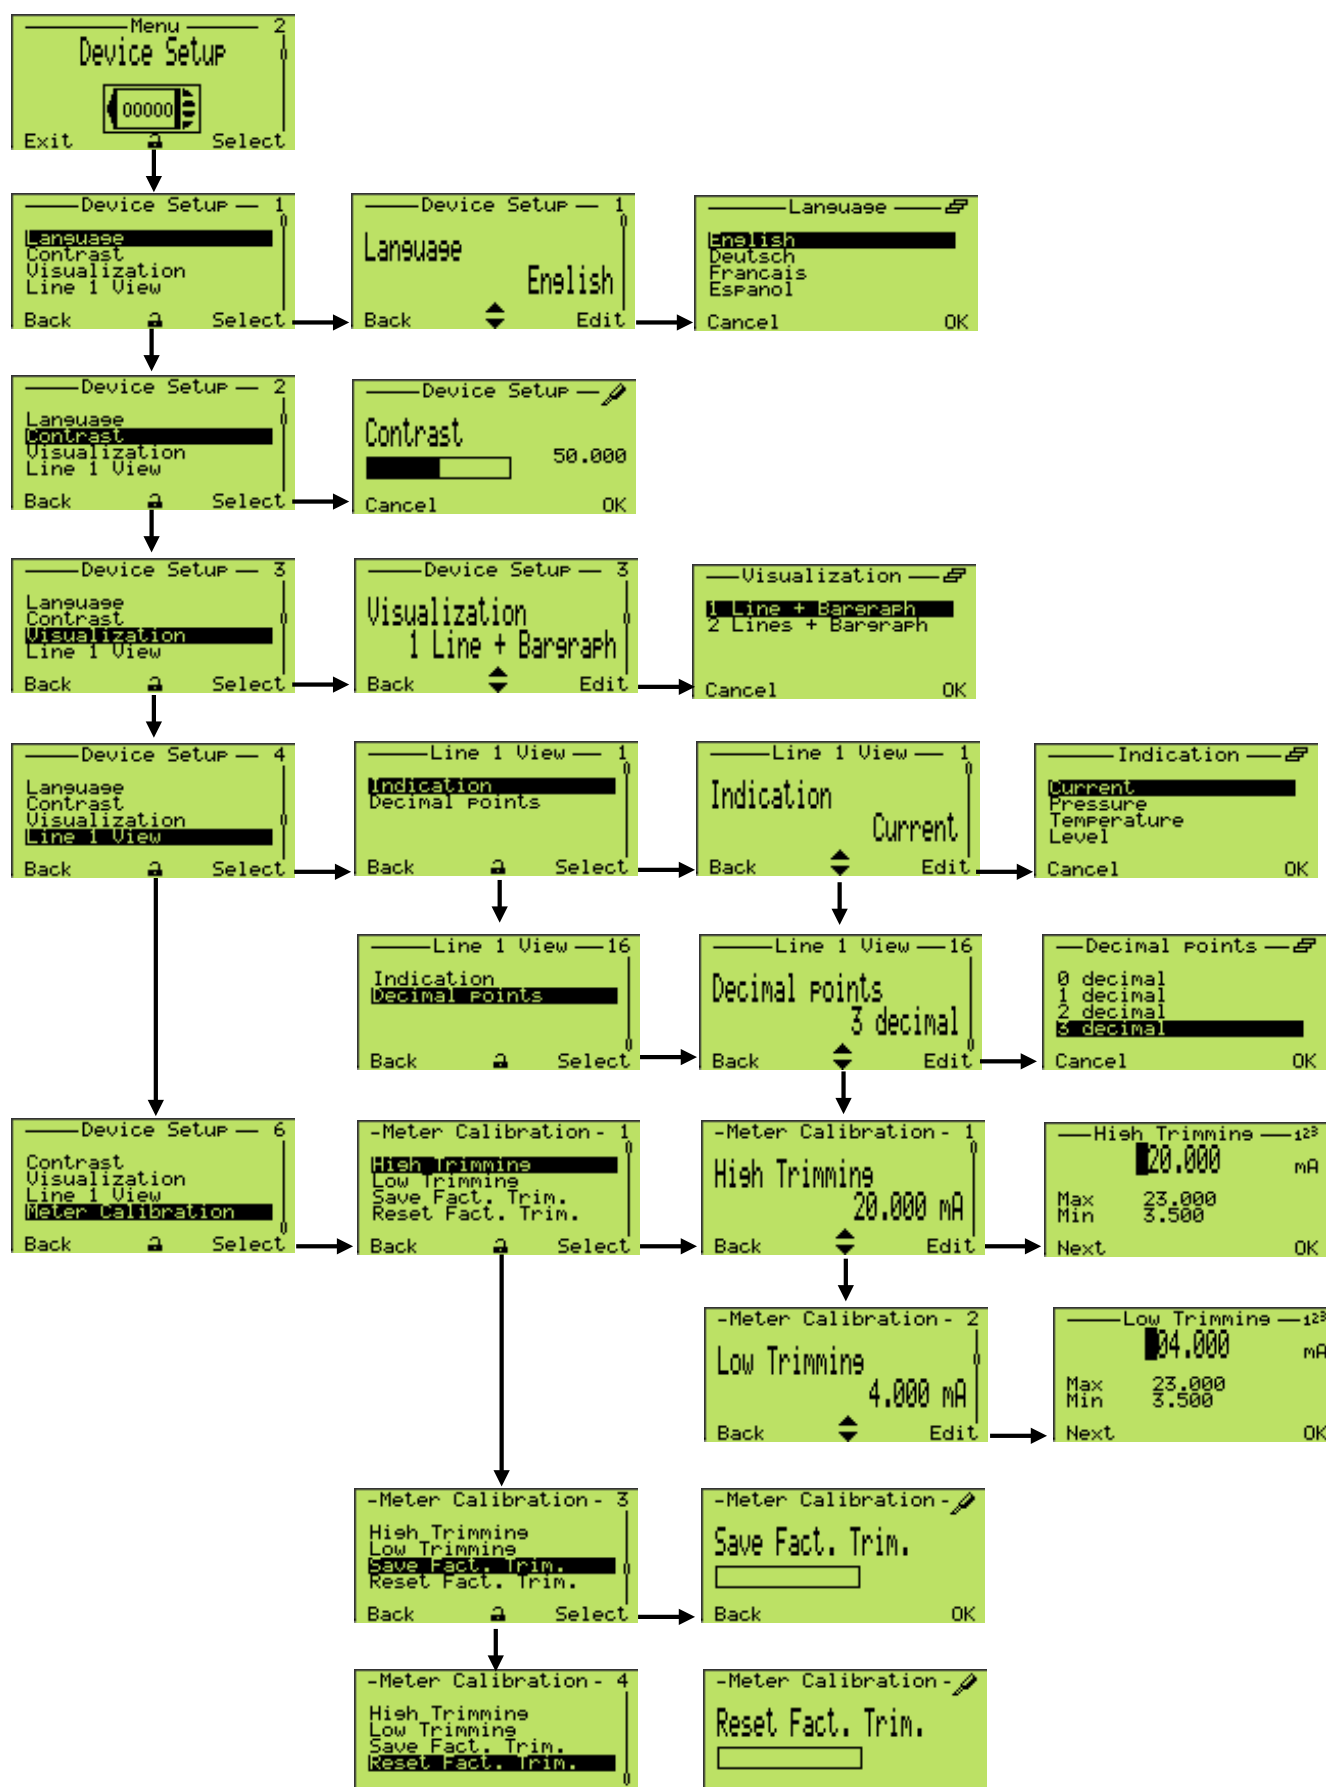 Menu 2
Device Setup
00000
Exit Select
Device Setup 1
Language
Contrast
Visualization
Line 1 View
Back Select
Device Setup 1
Language
English
Back Edit
Language
English
Deutsch
Francais
Espanol
Cancel OK
Device Setup 2
Language
Contrast
Visualization
Line 1 View
Back Select
Device Setup
Contrast
50.000
Cancel OK
Device Setup 3
Language
Contrast
Visualization
Line 1 View
Back Select
Device Setup 3
Visualization
1 Line + Bargraph
Back Edit
Visualization
1 Line + Bargraph
2 Lines + Bargraph
Cancel OK
Device Setup 4
Language
Contrast
Visualization
Line 1 View
Back Select
Line 1 View 1
Indication
Decimal points
Back Select
Line 1 View 1
Indication
Current
Back Edit
Indication
Current
Pressure
Temperature
Level
Cancel OK
Line 1 View 16
Indication
Decimal points
Back Select
Line 1 View 16
Decimal points
3 decimal
Back Edit
Decimal points
0 decimal
1 decimal
2 decimal
3 decimal
Cancel OK
Device Setup 6
Contrast
Visualization
Line 1 View
Meter Calibration
Back Select
-Meter Calibration- 1
High Trimming
Low Trimming
Save Fact. Trim.
Reset Fact. Trim.
Back Select
-Meter Calibration- 1
High Trimming
20.000 mA
Back Edit
High Trimming 123
20.000 mA
Max 23.000
Min 3.500
Next OK
-Meter Calibration- 2
Low Trimming
4.000 mA
Back Edit
Low Trimming 123
04.000 mA
Max 23.000
Min 3.500
Next OK
-Meter Calibration- 3
High Trimming
Low Trimming
Save Fact. Trim.
Reset Fact. Trim.
Back Select
-Meter Calibration-
Save Fact. Trim.
Back OK
-Meter Calibration- 4
High Trimming
Low Trimming
Save Fact. Trim.
Reset Fact. Trim.
-Meter Calibration-
Reset Fact. Trim.